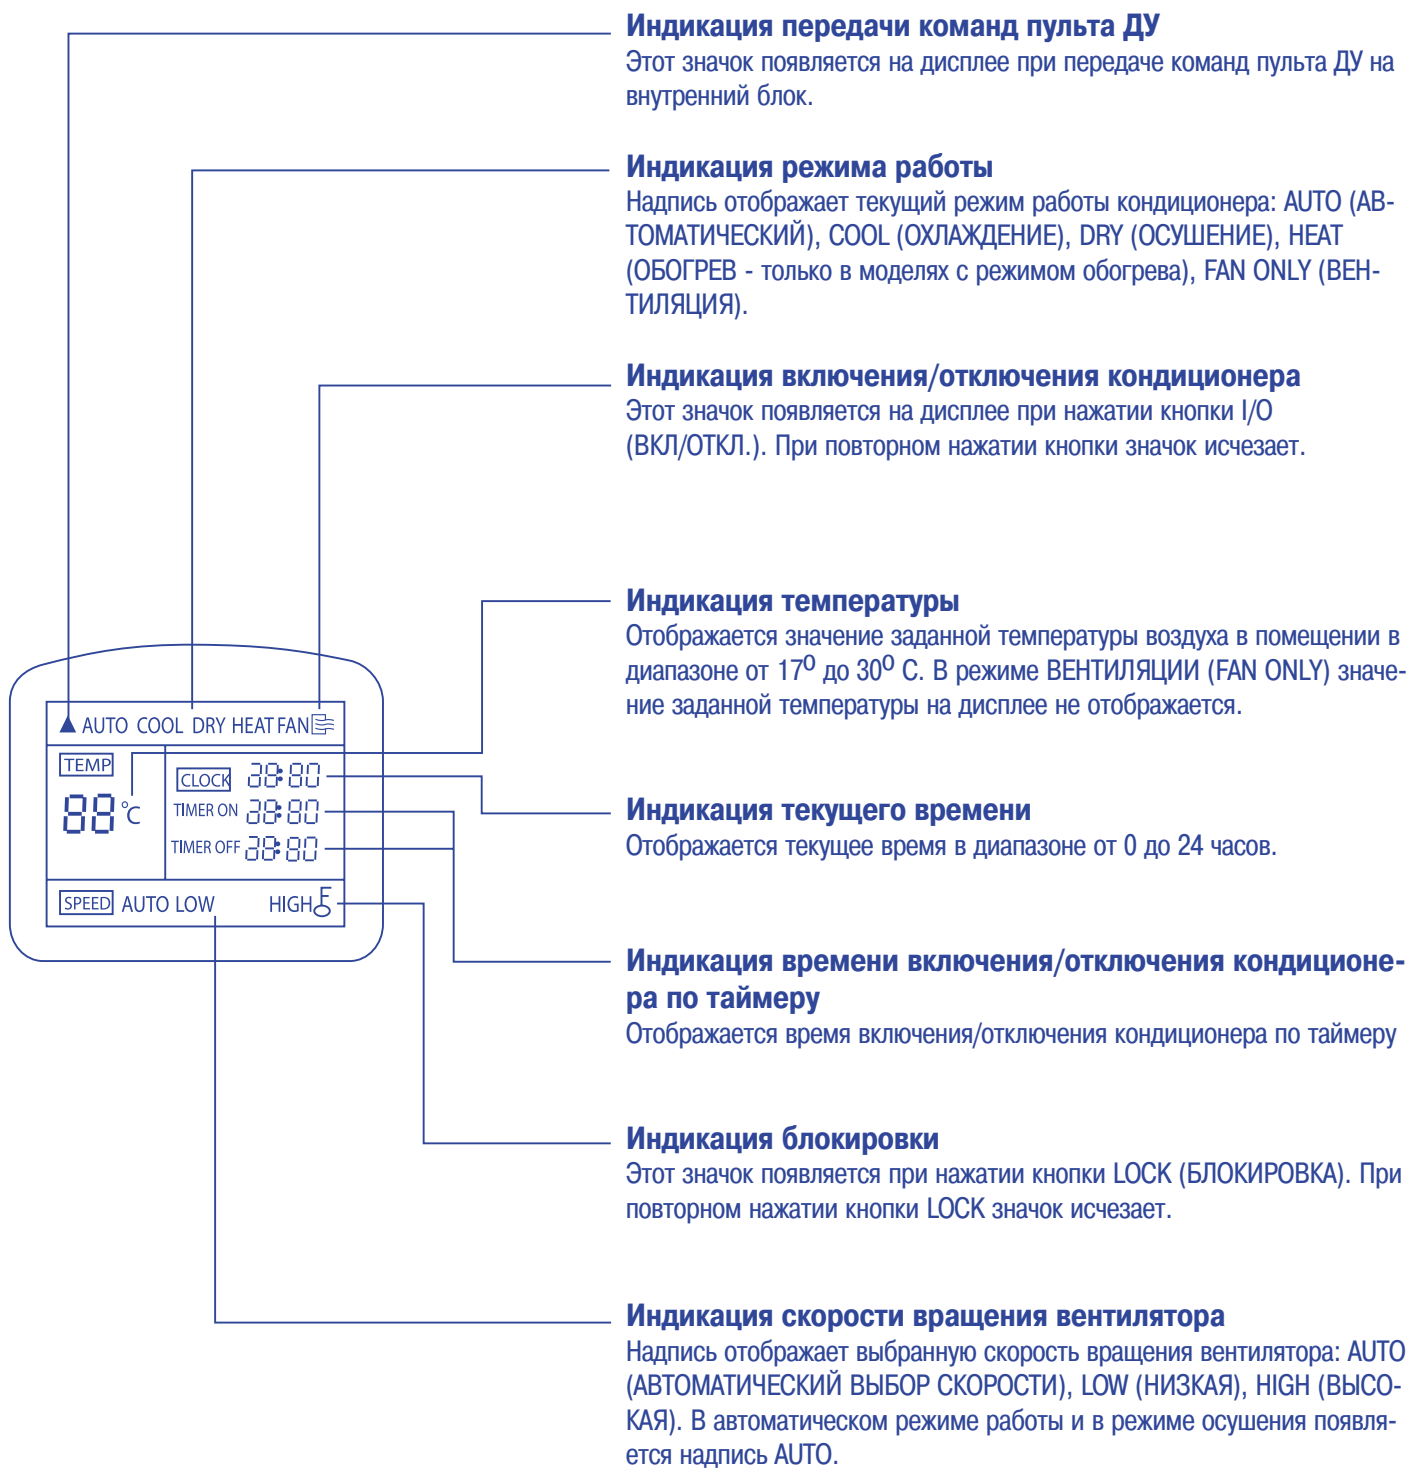 Индикация передачи команд пульта ДУ
Этот значок появляется на дисплее при передаче команд пульта ДУ на
внутренний блок.
Индикация режима работы
Надпись отображает текущий режим работы кондиционера: AUTO (АВ-
ТОМАТИЧЕСКИЙ), COOL (ОХЛАЖДЕНИЕ), DRY (ОСУШЕНИЕ), HEAT
(ОБОГРЕВ - только в моделях с режимом обогрева), FAN ONLY (ВЕН-
ТИЛЯЦИЯ).
Индикация включения/отключения кондиционера
Этот значок появляется на дисплее при нажатии кнопки I/O
(ВКЛ/ОТКЛ.). При повторном нажатии кнопки значок исчезает.
Индикация температуры
Отображается значение заданной температуры воздуха в помещении в
диапазоне от 17⁰ до 30⁰ С. В режиме ВЕНТИЛЯЦИИ (FAN ONLY) значе-
ние заданной температуры на дисплее не отображается.
▲ AUTO COOL DRY HEAT FAN
TEMP
88 °C
CLOCK 38:80
TIMER ON 38:80
TIMER OFF 38:80
SPEED AUTO LOW HIGH
Индикация текущего времени
Отображается текущее время в диапазоне от 0 до 24 часов.
Индикация времени включения/отключения кондиционе-
ра по таймеру
Отображается время включения/отключения кондиционера по таймеру
Индикация блокировки
Этот значок появляется при нажатии кнопки LOCK (БЛОКИРОВКА). При
повторном нажатии кнопки LOCK значок исчезает.
Индикация скорости вращения вентилятора
Надпись отображает выбранную скорость вращения вентилятора: AUTO
(АВТОМАТИЧЕСКИЙ ВЫБОР СКОРОСТИ), LOW (НИЗКАЯ), HIGH (ВЫСО-
КАЯ). В автоматическом режиме работы и в режиме осушения появля-
ется надпись AUTO.